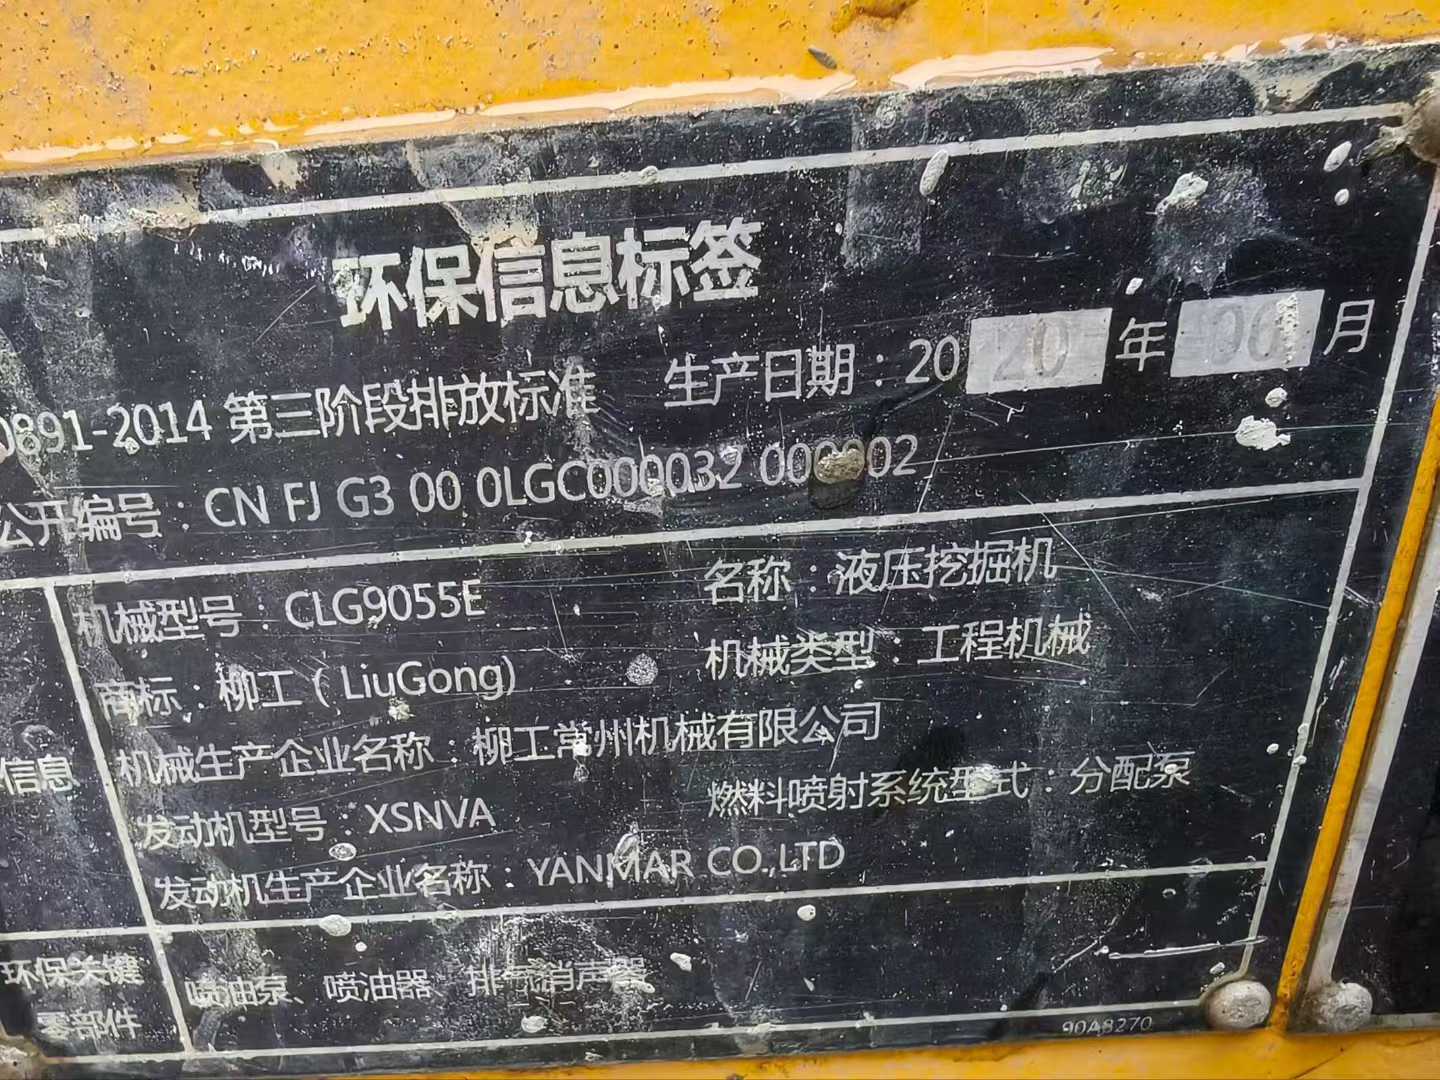 环保信息标签
0891-2014 第三阶段排放标准 生产日期：2020年06月
公开编号：CN FJ G3 00 0LGC000032 000002
机械型号：CLG9055E 名称：液压挖掘机
商标：柳工（LiuGong) 机械类型：工程机械
信息 机械生产企业名称：柳工常州机械有限公司
发动机型号：XSNVA 燃料喷射系统型式：分配泵
发动机生产企业名称：YANMAR CO.,LTD
环保关键
零部件 喷油泵、喷油器、排气消声器
90A8270